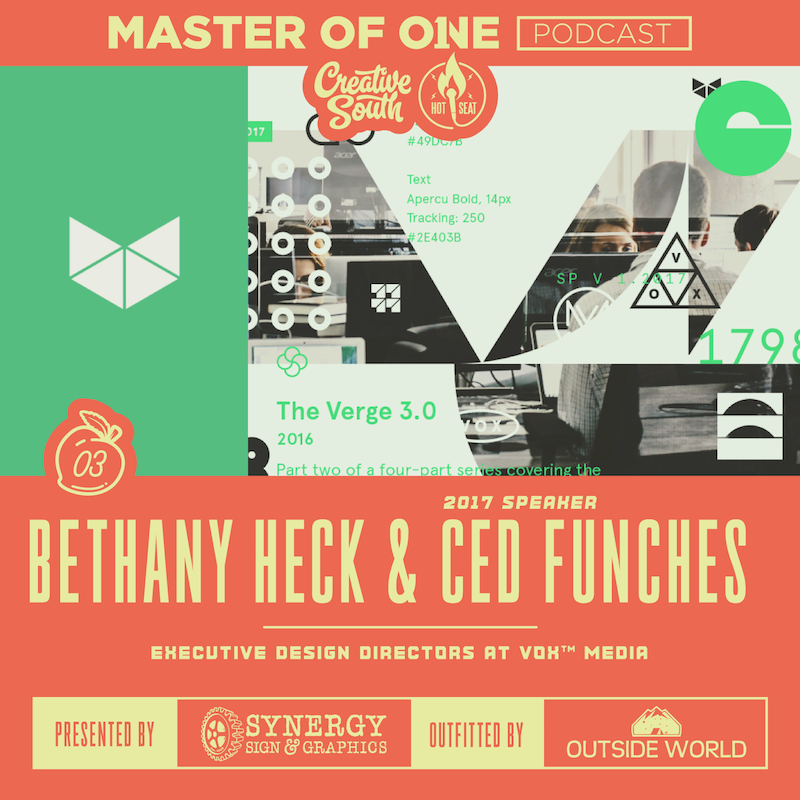 MASTER OF ONE PODCAST
Creative
South
HOT SEAT
2017
acer
#49DC7B
Text
Apercu Bold, 14px
Tracking: 250
#2E403B
SP V 1.2017
V
O X
1798
The Verge 3.0
2016
VOX
Part two of a four-part series covering the
03
2017 SPEAKER
BETHANY HECK & CED FUNCHES
EXECUTIVE DESIGN DIRECTORS AT VOX™ MEDIA
PRESENTED BY
SYNERGY
SIGN & GRAPHICS
OUTFITTED BY
OUTSIDE WORLD